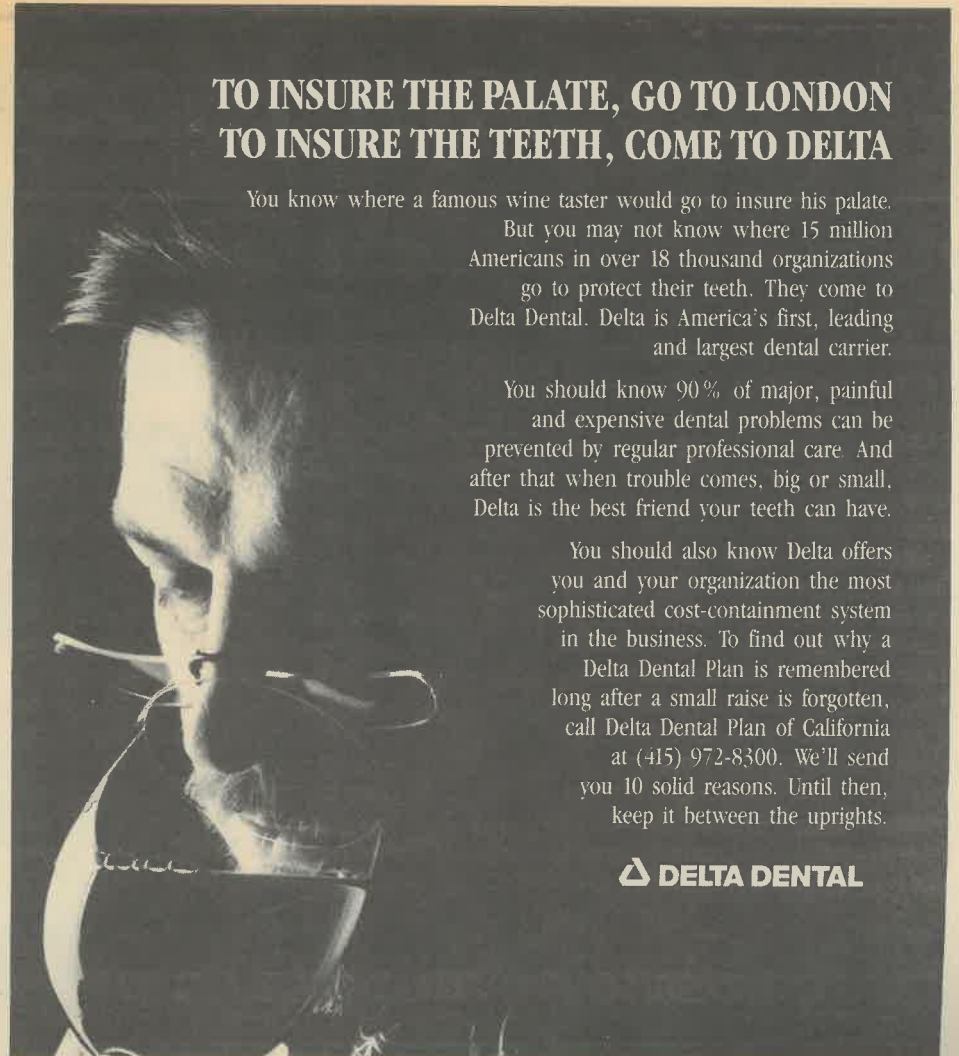 TO INSURE THE PALATE, GO TO LONDON
TO INSURE THE TEETH, COME TO DELTA
You know where a famous wine taster would go to insure his palate.
But you may not know where 15 million
Americans in over 18 thousand organizations
go to protect their teeth. They come to
Delta Dental. Delta is America's first, leading
and largest dental carrier.
You should know 90% of major, painful
and expensive dental problems can be
prevented by regular professional care. And
after that when trouble comes, big or small,
Delta is the best friend your teeth can have.
You should also know Delta offers
you and your organization the most
sophisticated cost-containment system
in the business. To find out why a
Delta Dental Plan is remembered
long after a small raise is forgotten,
call Delta Dental Plan of California
at (415) 972-8300. We'll send
you 10 solid reasons. Until then,
keep it between the uprights.
DELTA DENTAL